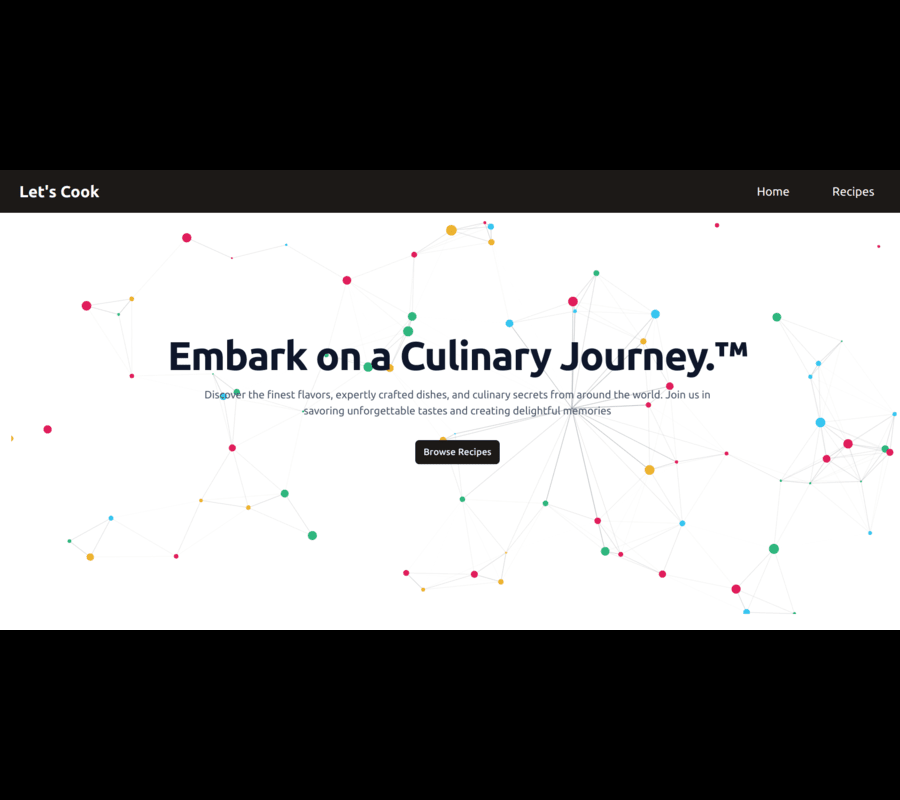 Let's Cook
Home Recipes
Embark on a Culinary Journey.™
Discover the finest flavors, expertly crafted dishes, and culinary secrets from around the world. Join us in
savoring unforgettable tastes and creating delightful memories
Browse Recipes